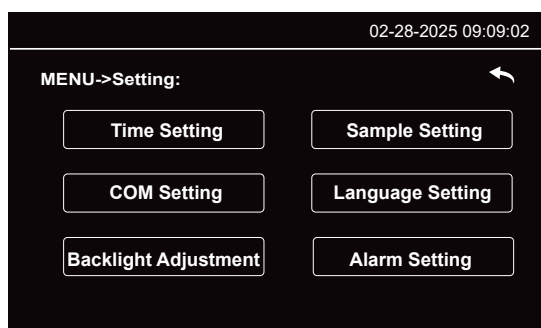 02-28-2025 09:09:02
MENU->Setting:
Time Setting
Sample Setting
COM Setting
Language Setting
Backlight Adjustment
Alarm Setting